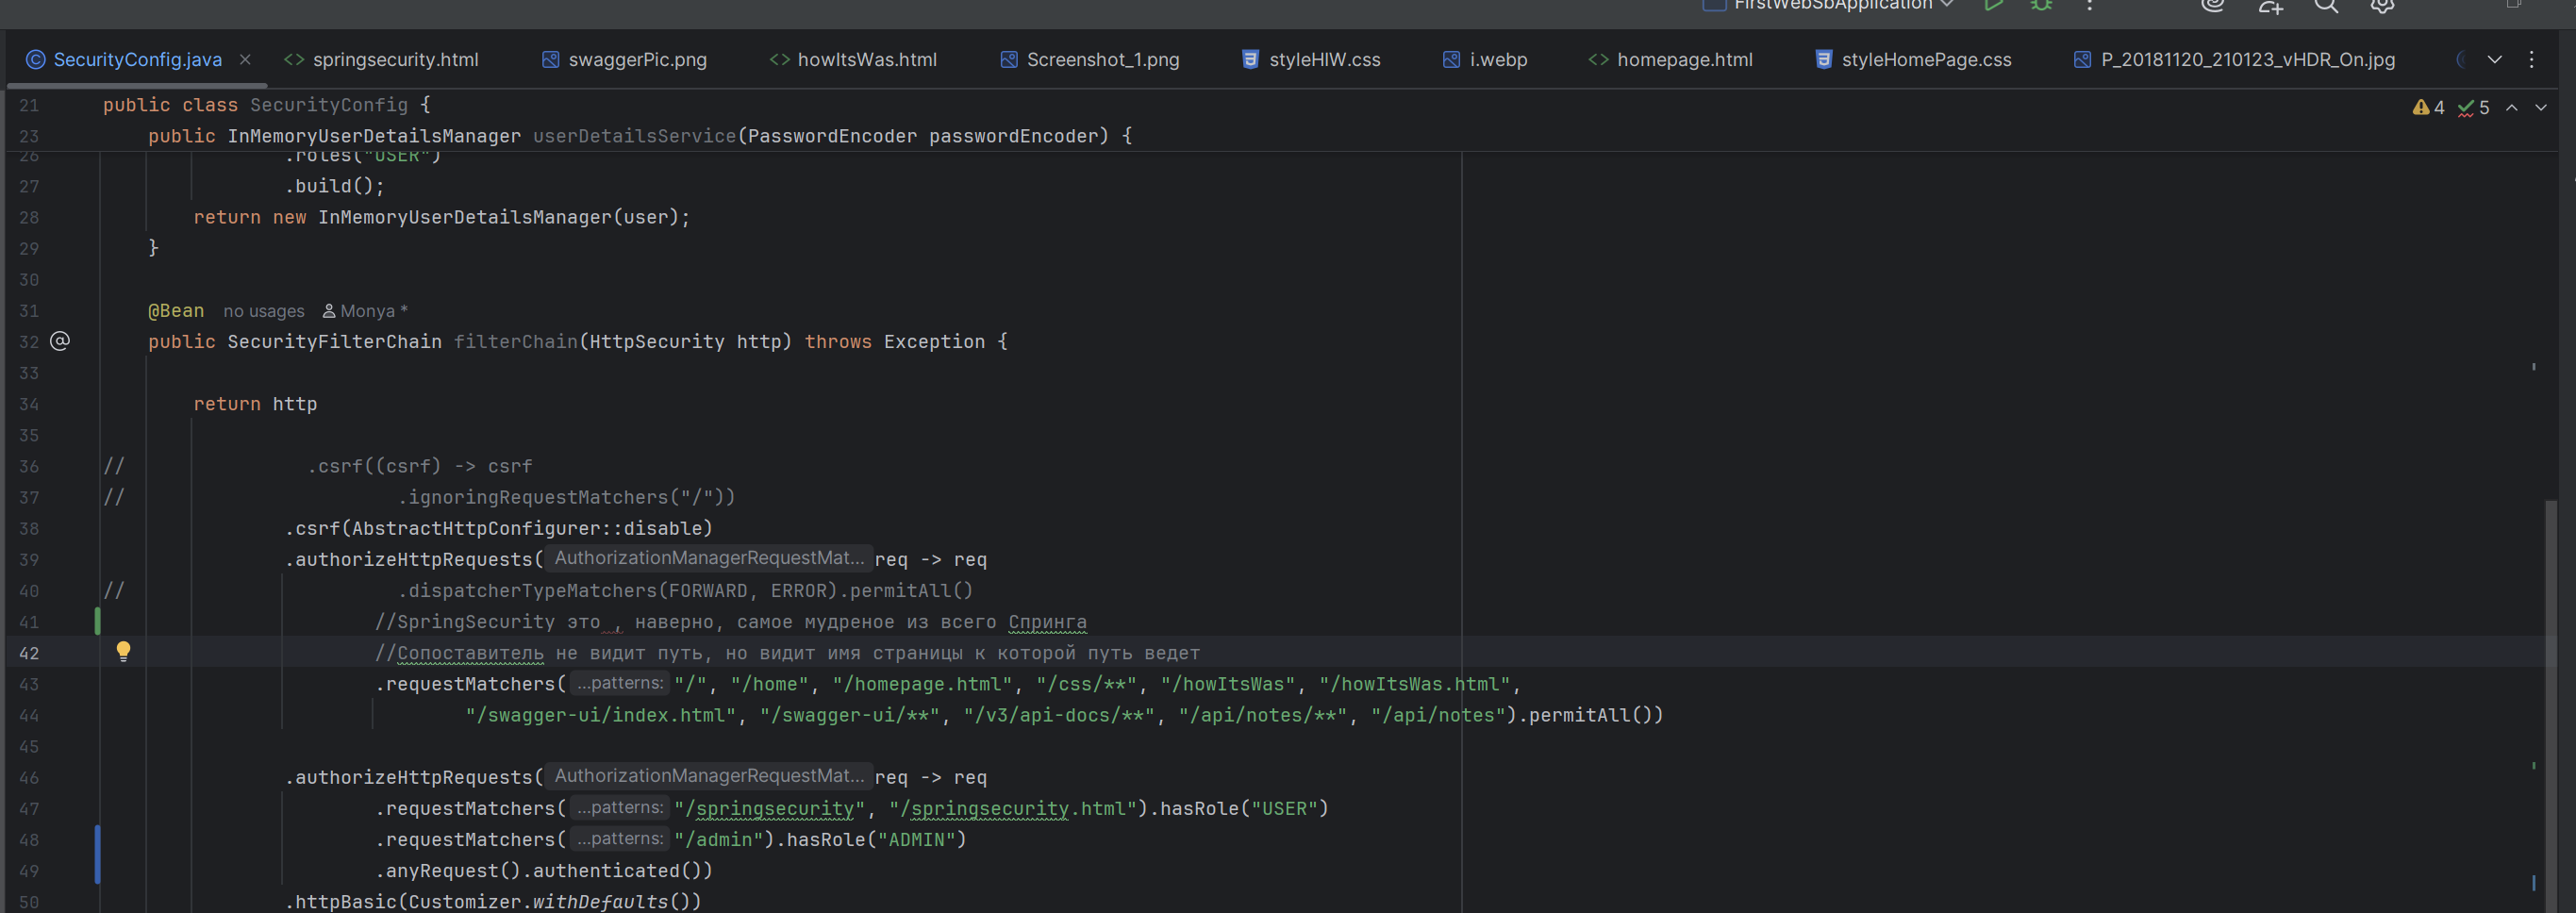 FirstWebSbApplication
SecurityConfig.java springsecurity.html swaggerPic.png howItsWas.html Screenshot_1.png styleHIW.css i.webp homepage.html styleHomePage.css P_20181120_210123_vHDR_On.jpg
21 public class SecurityConfig { 4 5
23 public InMemoryUserDetailsManager userDetailsService(PasswordEncoder passwordEncoder) {
26 .roles("USER")
27 .build();
28 return new InMemoryUserDetailsManager(user);
29 }
30
31 @Bean no usages Monya *
32 public SecurityFilterChain filterChain(HttpSecurity http) throws Exception {
33
34 return http
35
36 // .csrf((csrf) -> csrf
37 // .ignoringRequestMatchers("/"))
38 .csrf(AbstractHttpConfigurer::disable)
39 .authorizeHttpRequests( AuthorizationManagerRequestMat... req -> req
40 // .dispatcherTypeMatchers(FORWARD, ERROR).permitAll()
41 //SpringSecurity это , наверно, самое мудреное из всего Спринга
42 //Сопоставитель не видит путь, но видит имя страницы к которой путь ведет
43 .requestMatchers( ...patterns: "/", "/home", "/homepage.html", "/css/**", "/howItsWas", "/howItsWas.html",
44 "/swagger-ui/index.html", "/swagger-ui/**", "/v3/api-docs/**", "/api/notes/**", "/api/notes").permitAll())
45
46 .authorizeHttpRequests( AuthorizationManagerRequestMat... req -> req
47 .requestMatchers( ...patterns: "/springsecurity", "/springsecurity.html").hasRole("USER")
48 .requestMatchers( ...patterns: "/admin").hasRole("ADMIN")
49 .anyRequest().authenticated())
50 .httpBasic(Customizer.withDefaults())